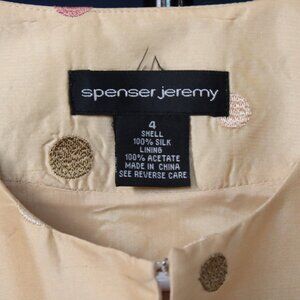 spenser jeremy
4
SHELL
100% SILK
LINING
100% ACETATE
MADE IN CHINA
SEE REVERSE CARE